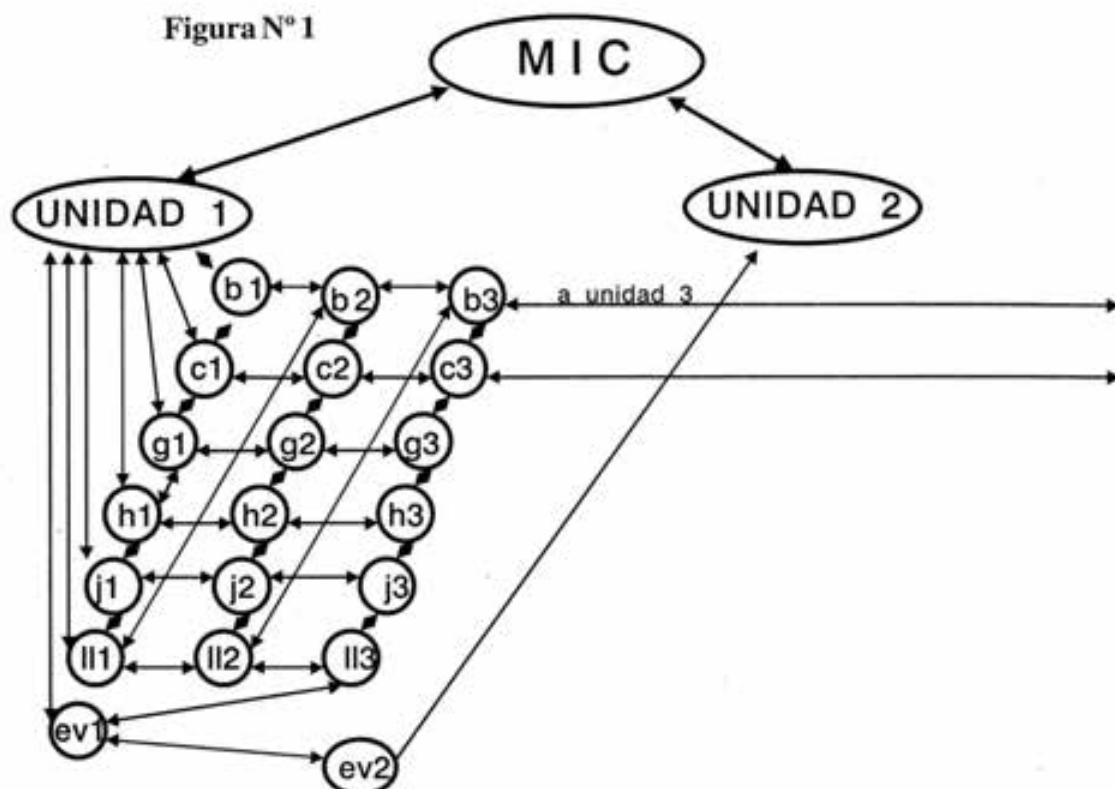 Figura Nº 1
M I C
UNIDAD 1
UNIDAD 2
b1
b2
b3
a unidad 3
c1
c2
c3
g1
g2
g3
h1
h2
h3
j1
j2
j3
ll1
ll2
ll3
ev1
ev2